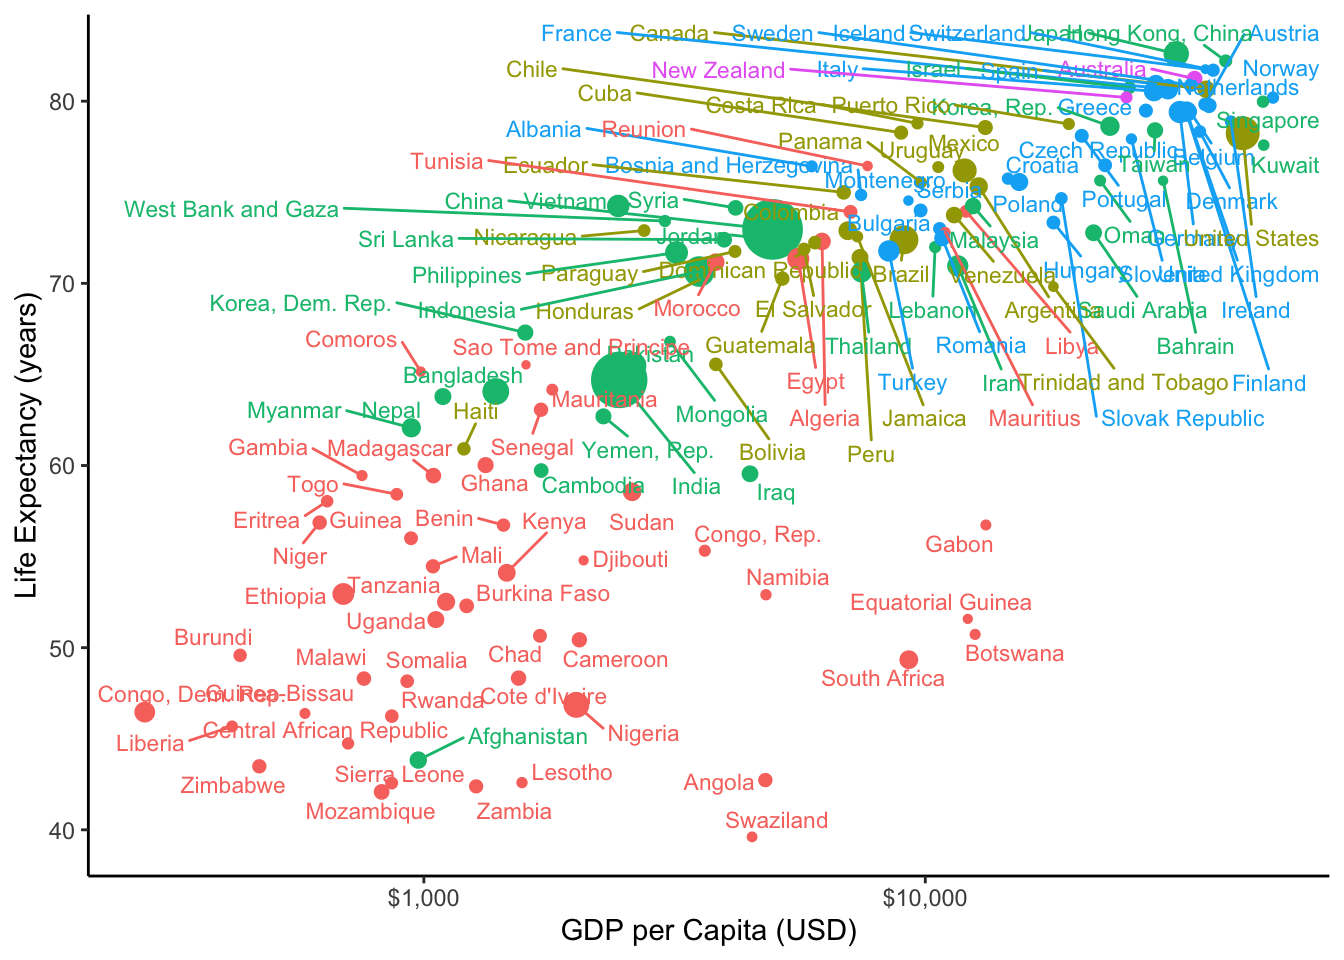 France Canada Sweden Iceland Switzerland Japan Hong Kong, China Austria
Chile New Zealand Italy Israel Spain Australia Norway
Netherlands
Cuba Costa Rica Puerto Rico Korea, Rep. Greece
Singapore
Albania Reunion Panama Mexico
Uruguay Czech Republic Belgium
Tunisia Ecuador Bosnia and Herzegovina Croatia Taiwan Kuwait
Montenegro Serbia
China Vietnam Syria Poland Portugal Denmark
West Bank and Gaza Colombia
Bulgaria
Sri Lanka Nicaragua Jordan Malaysia Oman Germany United States
Philippines Paraguay Dominican Republic Brazil Venezuela Hungary Slovenia United Kingdom
Korea, Dem. Rep. Indonesia Honduras Morocco El Salvador Lebanon Argentina Saudi Arabia Ireland
Comoros Sao Tome and Principe Pakistan Guatemala Thailand Romania Libya Bahrain
Bangladesh Egypt Turkey Iran Trinidad and Tobago Finland
Myanmar Nepal Haiti Mauritania Mongolia Algeria Jamaica Mauritius Slovak Republic
Gambia Madagascar Senegal Yemen, Rep. Bolivia Peru
Togo Ghana Cambodia India Iraq
Eritrea Guinea Benin Kenya Sudan
Niger Mali Djibouti Congo, Rep. Gabon
Ethiopia Tanzania Burkina Faso Namibia
Uganda Equatorial Guinea
Burundi Malawi Somalia Chad Cameroon Botswana
Congo, Dem. Rep. Guinea-Bissau Rwanda Cote d'Ivoire South Africa
Liberia Central African Republic Afghanistan Nigeria
Zimbabwe Sierra Leone Lesotho Angola
Mozambique Zambia Swaziland
80
70
60
50
40
Life Expectancy (years)
$1,000 $10,000
GDP per Capita (USD)